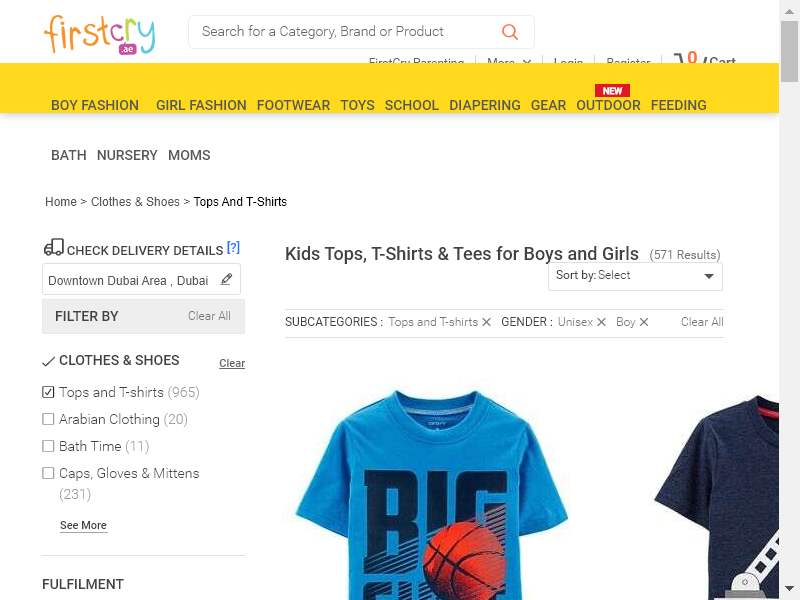 firstcry
.ae
Search for a Category, Brand or Product
FirstCry Parenting More Login Register 0 Cart
NEW
BOY FASHION GIRL FASHION FOOTWEAR TOYS SCHOOL DIAPERING GEAR OUTDOOR FEEDING
BATH NURSERY MOMS
Home > Clothes & Shoes > Tops And T-Shirts
CHECK DELIVERY DETAILS [?]
Downtown Dubai Area , Dubai
FILTER BY Clear All
CLOTHES & SHOES Clear
Tops and T-shirts (965)
Arabian Clothing (20)
Bath Time (11)
Caps, Gloves & Mittens
(231)
See More
FULFILMENT
Kids Tops, T-Shirts & Tees for Boys and Girls (571 Results)
Sort by: Select
SUBCATEGORIES : Tops and T-shirts GENDER : Unisex Boy Clear All
BIG